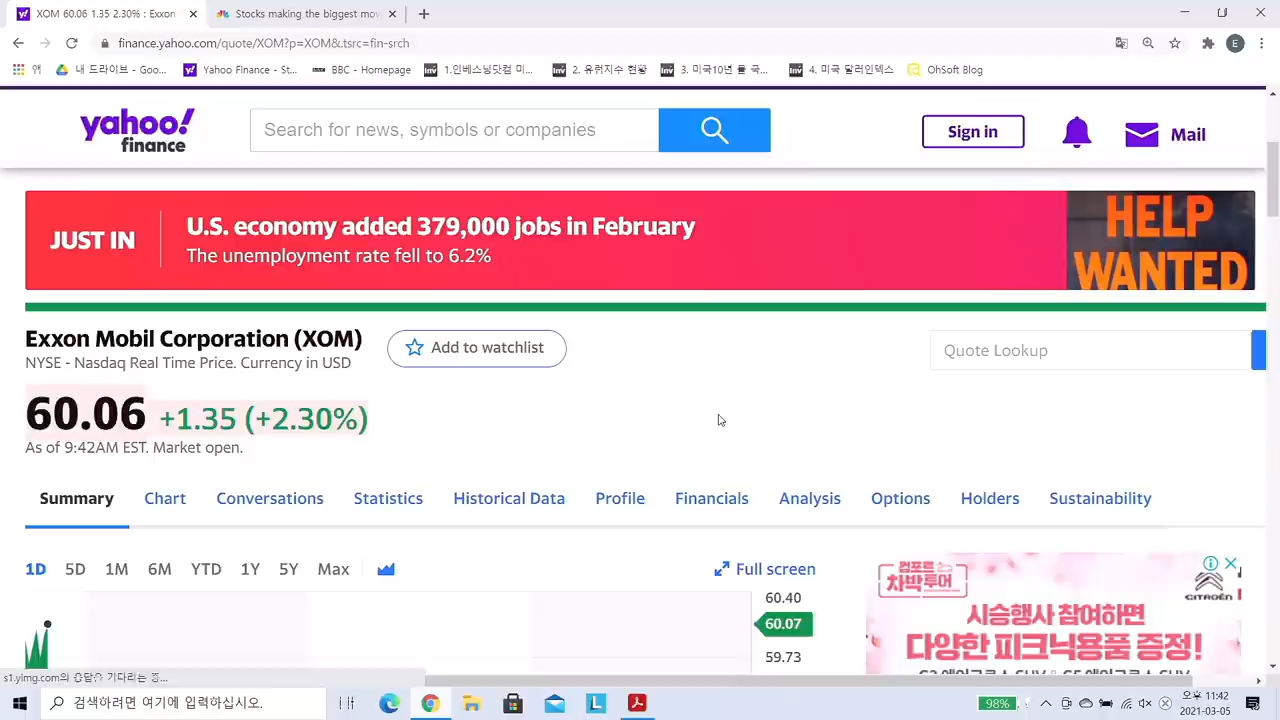 XOM 60.06 1.35 2.30% : Exxon
Stocks making the biggest mov
finance.yahoo.com/quote/XOM?p=XOM&.tsrc=fin-srch
E
앱
내 드라이브 - Goo...
Yahoo Finance - St...
BBC - Homepage
1.인베스닝닷컴 미...
2. 유뤕지수 현황
3. 미국10년 물 국...
4. 미국 달러인덱스
OhSoft Blog
yahoo!
finance
Search for news, symbols or companies
Sign in
Mail
JUST IN
U.S. economy added 379,000 jobs in February
The unemployment rate fell to 6.2%
HELP
WANTED
Exxon Mobil Corporation (XOM)
Add to watchlist
Quote Lookup
NYSE - Nasdaq Real Time Price. Currency in USD
60.06 +1.35 (+2.30%)
As of 9:42AM EST. Market open.
Summary Chart Conversations Statistics Historical Data Profile Financials Analysis Options Holders Sustainability
1D 5D 1M 6M YTD 1Y 5Y Max
Full screen
60.40
60.07
59.73
컴포트
차박투어
CITROËN
시승행사 참여하면
다양한 피크닉용품 증정!
s1.yimg.com의 응답을 기다리는 중...
검색하려면 여기에 입력하십시오.
98%
오후 11:42
2021-03-05